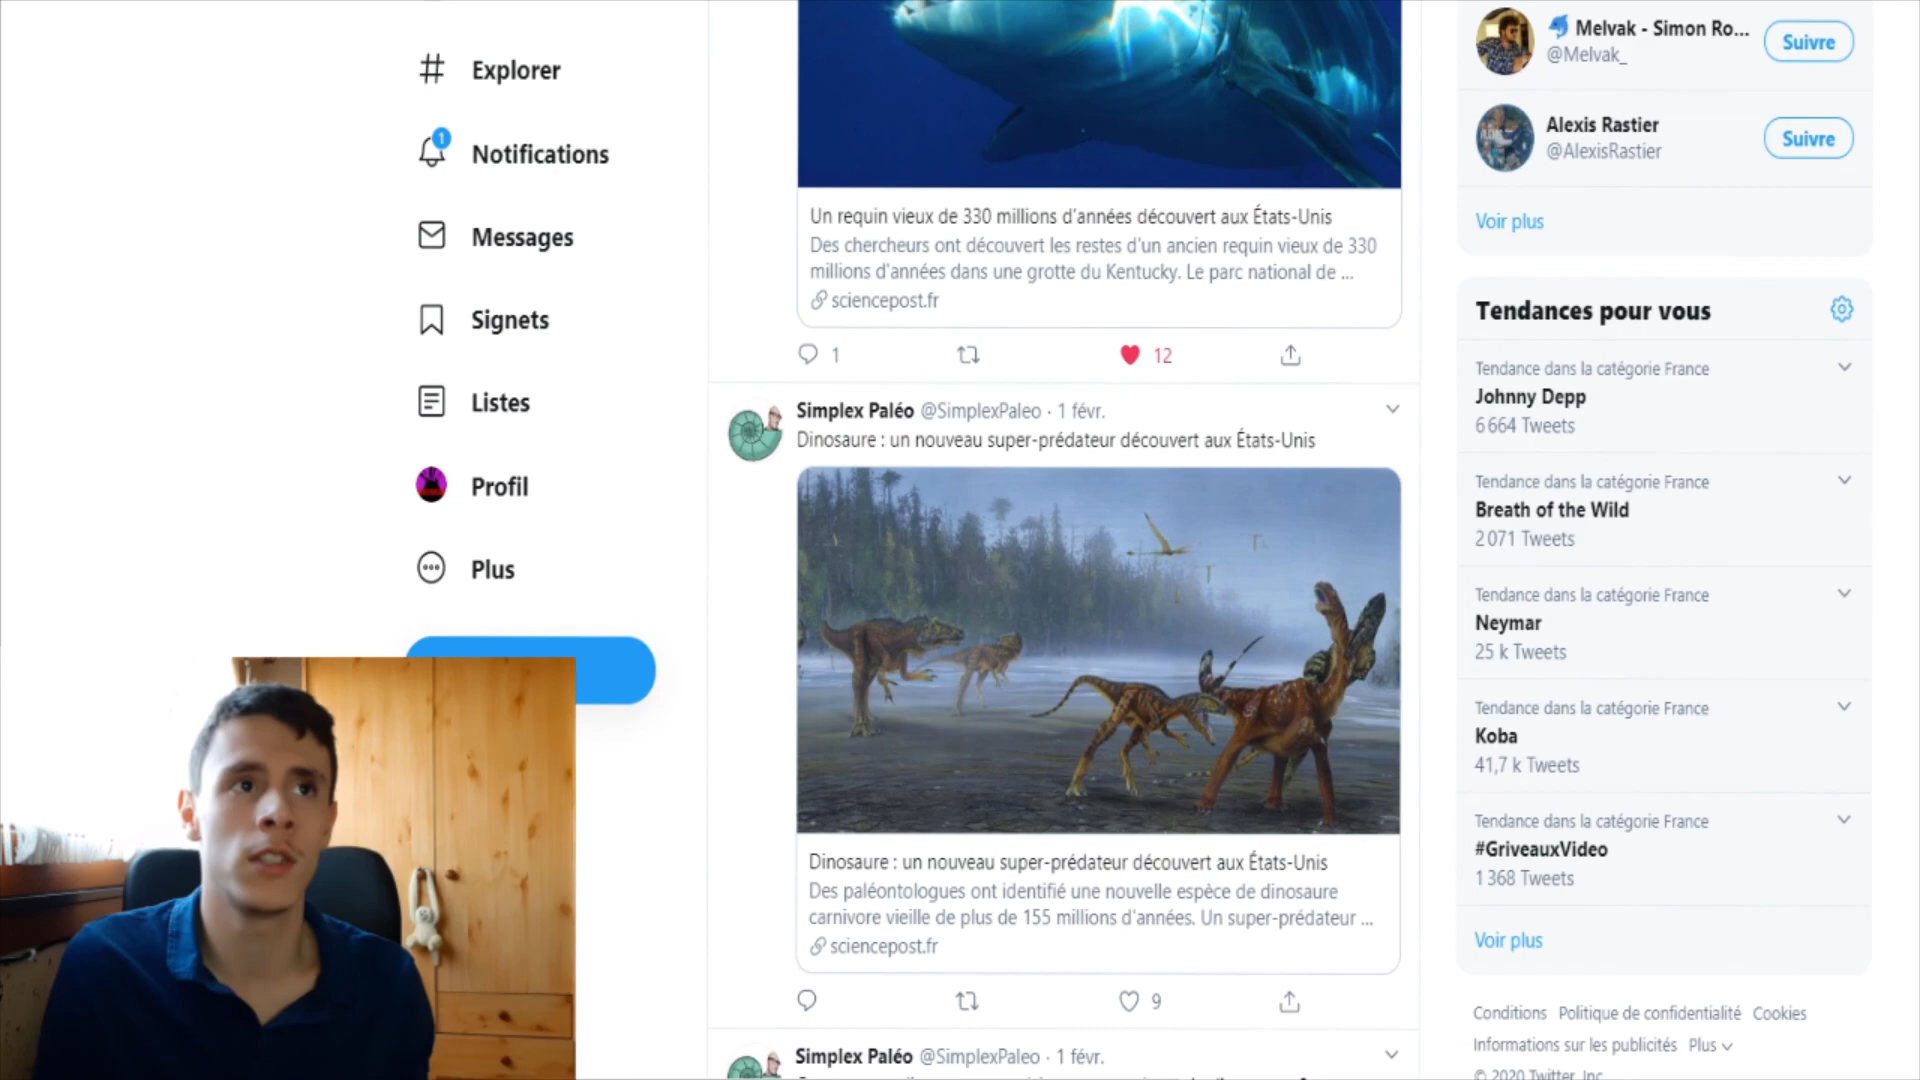 Explorer
1
Notifications
Messages
Signets
Listes
Profil
Plus
Un requin vieux de 330 millions d'années découvert aux États-Unis
Des chercheurs ont découvert les restes d'un ancien requin vieux de 330
millions d'années dans une grotte du Kentucky. Le parc national de ...
sciencepost.fr
1
12
Simplex Paléo @SimplexPaleo · 1 févr.
Dinosaure : un nouveau super-prédateur découvert aux États-Unis
Dinosaure : un nouveau super-prédateur découvert aux États-Unis
Des paléontologues ont identifié une nouvelle espèce de dinosaure
carnivore vieille de plus de 155 millions d'années. Un super-prédateur ...
sciencepost.fr
9
Simplex Paléo @SimplexPaleo · 1 févr.
Melvak - Simon Ro...
@Melvak_
Suivre
Alexis Rastier
@AlexisRastier
Suivre
Voir plus
Tendances pour vous
Tendance dans la catégorie France
Johnny Depp
6 664 Tweets
Tendance dans la catégorie France
Breath of the Wild
2 071 Tweets
Tendance dans la catégorie France
Neymar
25 k Tweets
Tendance dans la catégorie France
Koba
41,7 k Tweets
Tendance dans la catégorie France
#GriveauxVideo
1 368 Tweets
Voir plus
Conditions Politique de confidentialité Cookies
Informations sur les publicités Plus
© 2020 Twitter, Inc.